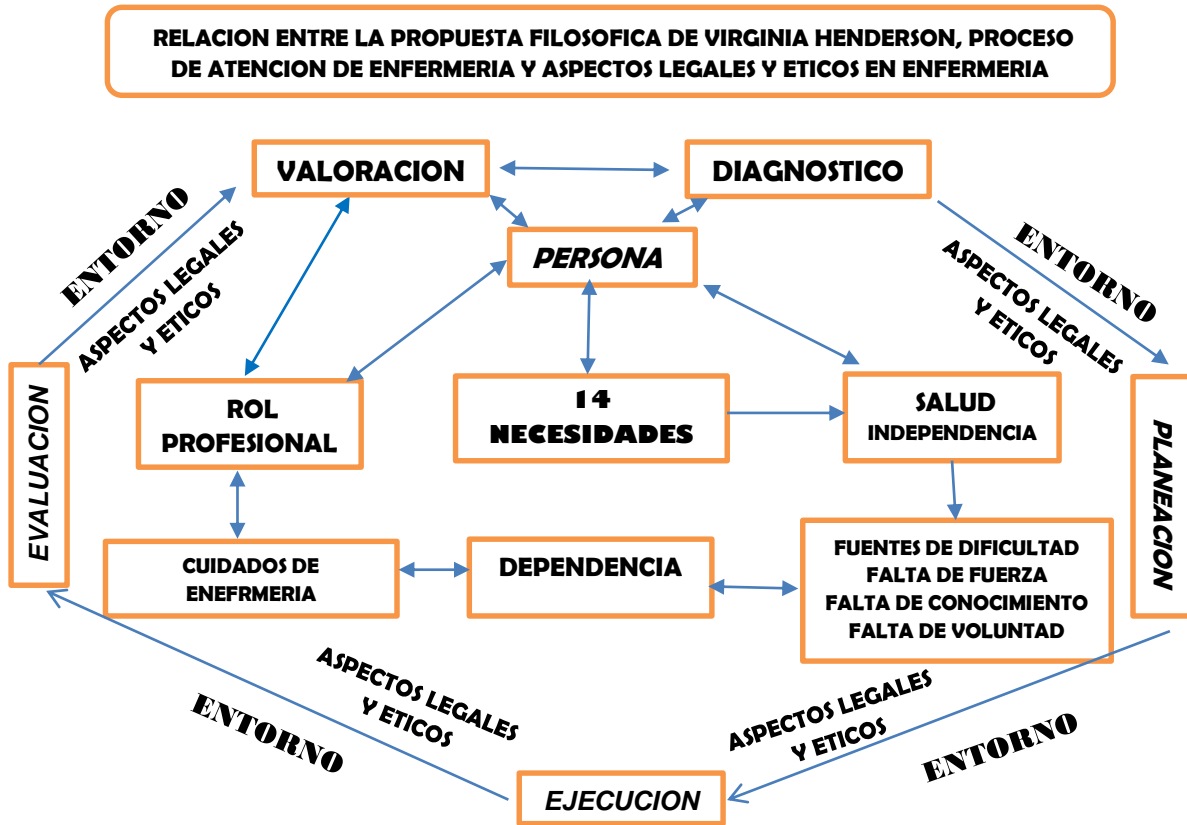 RELACION ENTRE LA PROPUESTA FILOSOFICA DE VIRGINIA HENDERSON, PROCESO
DE ATENCION DE ENFERMERIA Y ASPECTOS LEGALES Y ETICOS EN ENFERMERIA
VALORACION
DIAGNOSTICO
PERSONA
ENTORNO
ASPECTOS LEGALES
Y ETICOS
ENTORNO
ASPECTOS LEGALES
Y ETICOS
EVALUACION
ROL
PROFESIONAL
14
NECESIDADES
SALUD
INDEPENDENCIA
PLANEACION
CUIDADOS DE
ENEFRMERIA
DEPENDENCIA
FUENTES DE DIFICULTAD
FALTA DE FUERZA
FALTA DE CONOCIMIENTO
FALTA DE VOLUNTAD
ASPECTOS LEGALES
Y ETICOS
ENTORNO
ASPECTOS LEGALES
Y ETICOS
ENTORNO
EJECUCION